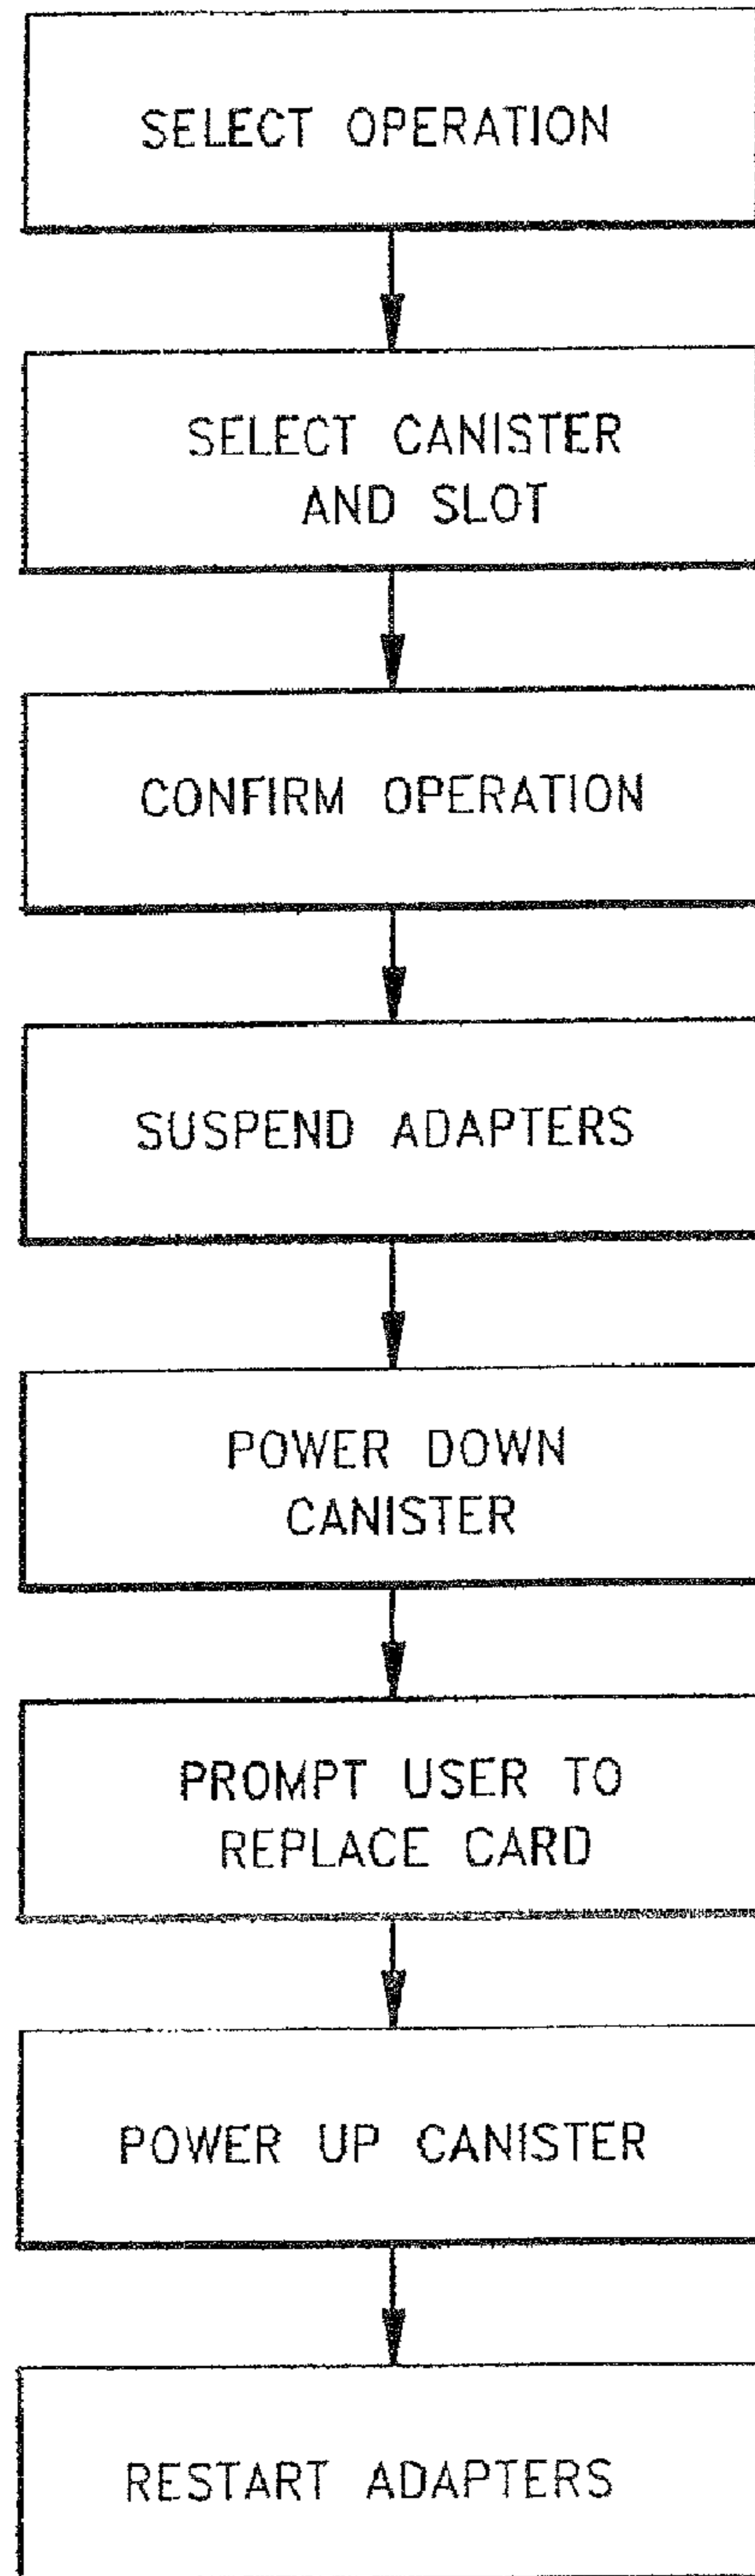 SELECT OPERATION
SELECT CANISTER
AND SLOT
CONFIRM OPERATION
SUSPEND ADAPTERS
POWER DOWN
CANISTER
PROMPT USER TO
REPLACE CARD
POWER UP CANISTER
RESTART ADAPTERS